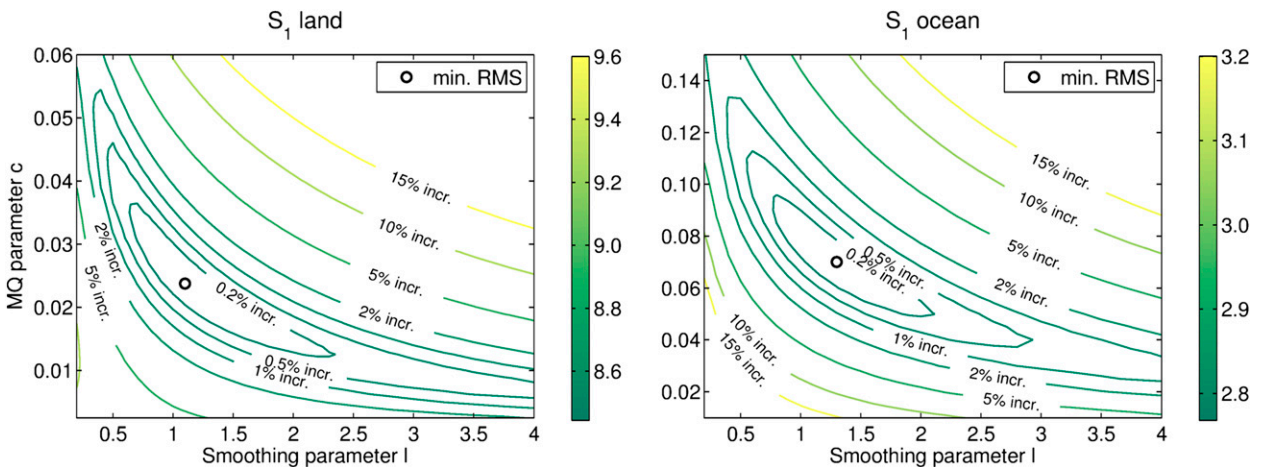 S1 land
MQ parameter c
0.06
0.05
0.04
0.03
0.02
0.01
min. RMS
15% incr.
10% incr.
5% incr.
2% incr.
2% incr.
5% incr.
0.2% incr.
0.5% incr.
1% incr.
0.5
1
1.5
2
2.5
3
3.5
4
Smoothing parameter l
9.6
9.4
9.2
9.0
8.8
8.6
S1 ocean
0.14
0.12
0.10
0.08
0.06
0.04
0.02
min. RMS
15% incr.
10% incr.
5% incr.
2% incr.
0.5% incr.
0.2% incr.
1% incr.
2% incr.
5% incr.
10% incr.
15% incr.
0.5
1
1.5
2
2.5
3
3.5
4
Smoothing parameter l
3.2
3.1
3.0
2.9
2.8